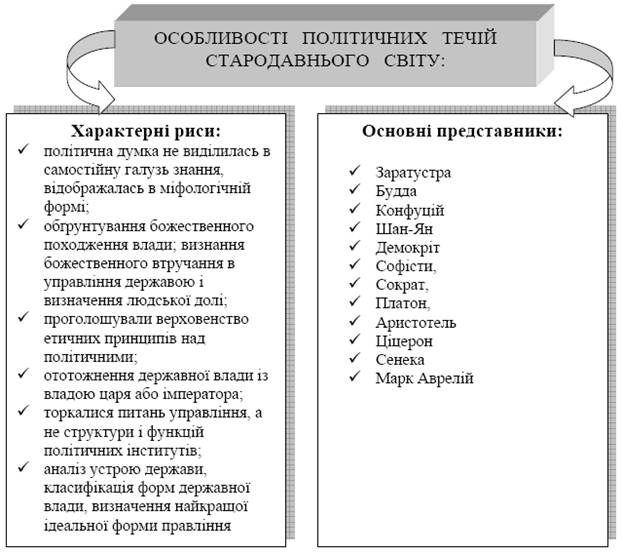 ОСОБЛИВОСТІ ПОЛІТИЧНИХ ТЕЧІЙ
СТАРОДАВНЬОГО СВІТУ:
Характерні риси:
✓ політична думка не виділилась в
самостійну галузь знання,
відображалась в міфологічній
формі;
✓ обґрунтування божественного
походження влади; визнання
божественного втручання в
управління державою і
визначення людської долі;
✓ проголошували верховенство
етичних принципів над
політичними;
✓ ототожнення державної влади із
владою царя або імператора;
✓ торкалися питань управління, а
не структури і функцій
політичних інститутів;
✓ аналіз устрою держави,
класифікація форм державної
влади, визначення найкращої
ідеальної форми правління
Основні представники:
✓ Заратустра
✓ Будда
✓ Конфуцій
✓ Шан-Ян
✓ Демокріт
✓ Софісти,
✓ Сократ,
✓ Платон,
✓ Аристотель
✓ Ціцерон
✓ Сенека
✓ Марк Аврелій